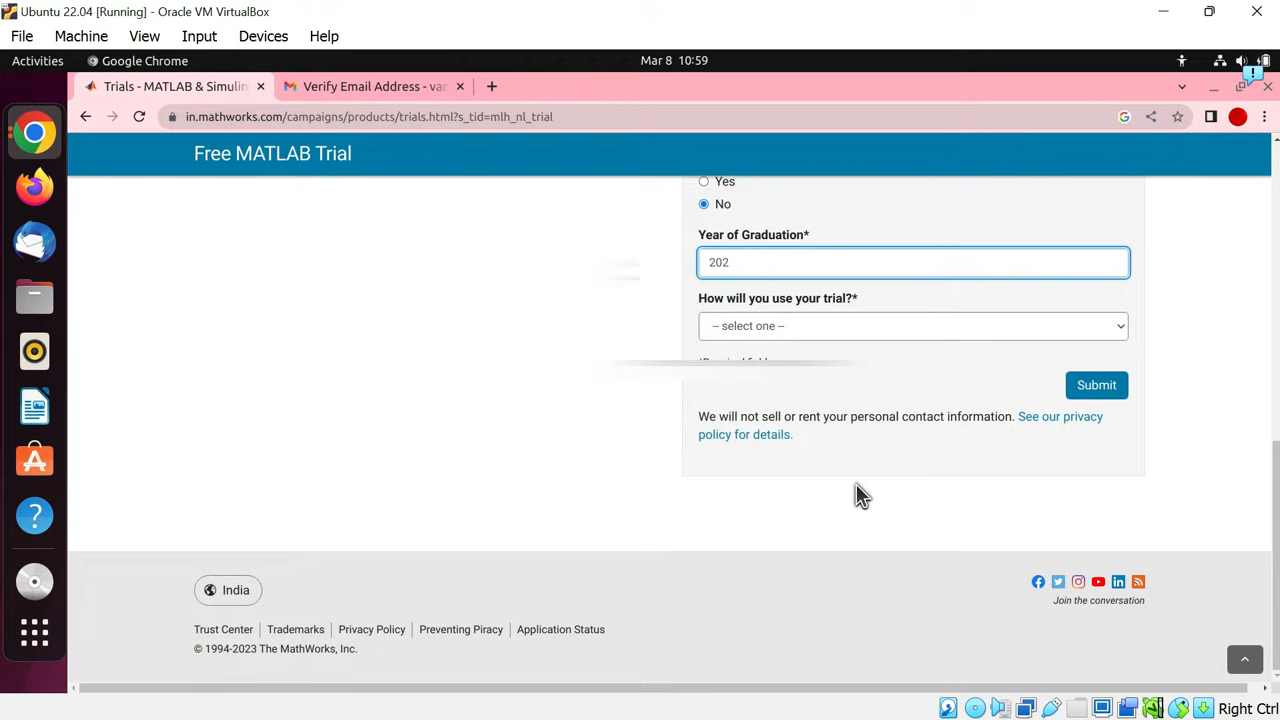 Ubuntu 22.04 [Running] - Oracle VM VirtualBox
File Machine View Input Devices Help
Activities Google Chrome Mar 8 10:59
Trials - MATLAB & Simulin Verify Email Address - var
in.mathworks.com/campaigns/products/trials.html?s_tid=mlh_nl_trial
Free MATLAB Trial
Yes
No
Year of Graduation*
202
How will you use your trial?*
-- select one --
Submit
We will not sell or rent your personal contact information. See our privacy
policy for details.
India
Join the conversation
Trust Center Trademarks Privacy Policy Preventing Piracy Application Status
© 1994-2023 The MathWorks, Inc.
Right Ctrl